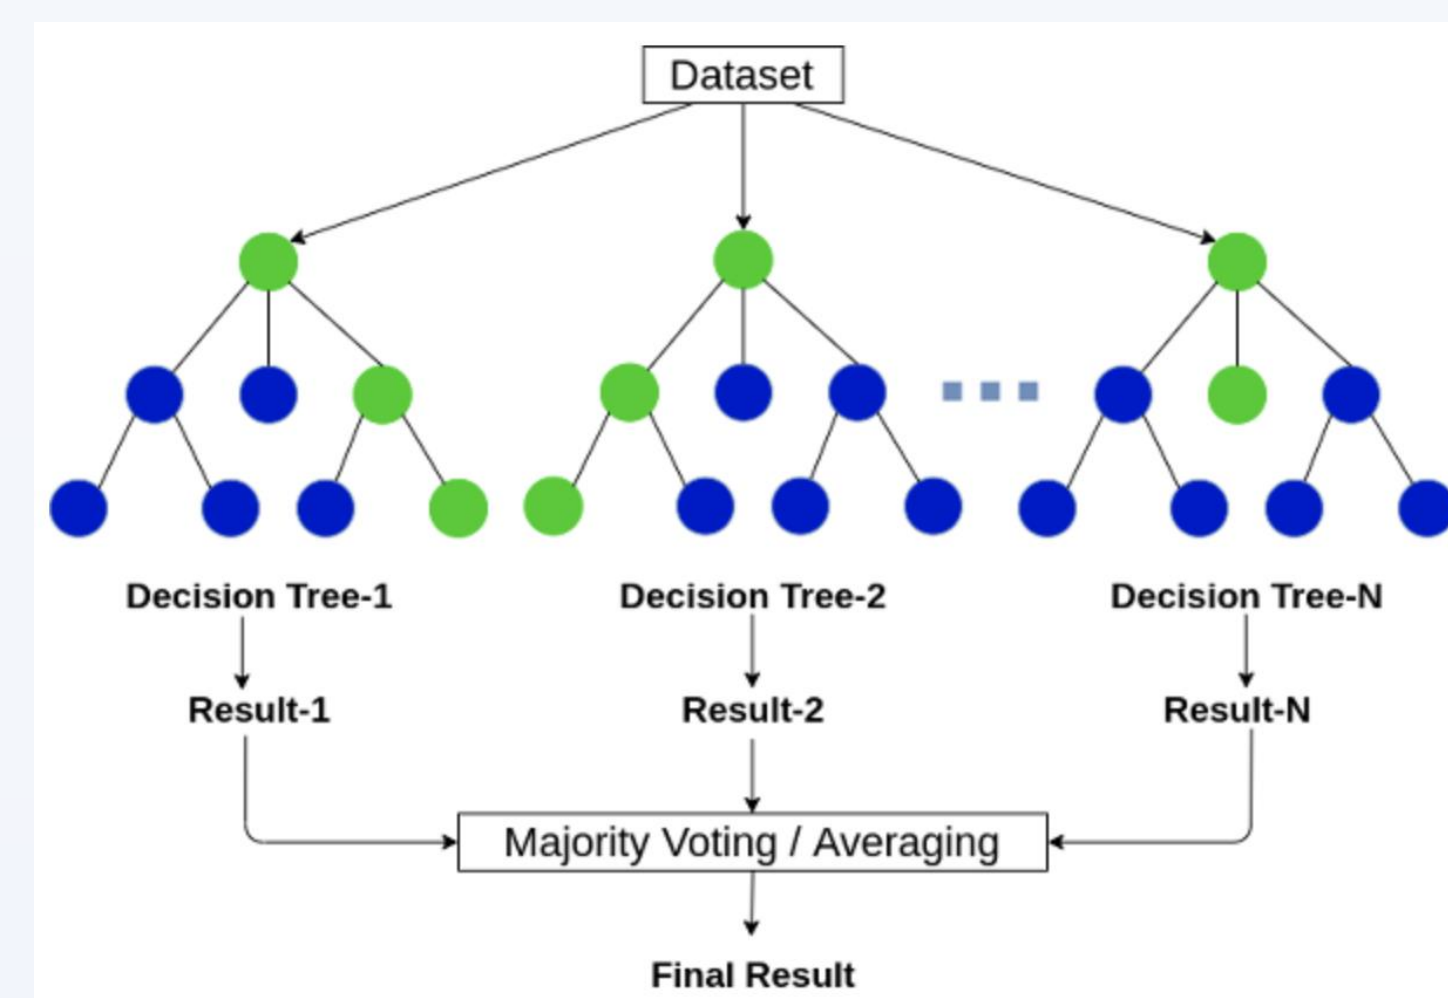 Dataset
Decision Tree-1
Decision Tree-2
Decision Tree-N
Result-1
Result-2
Result-N
Majority Voting / Averaging
Final Result